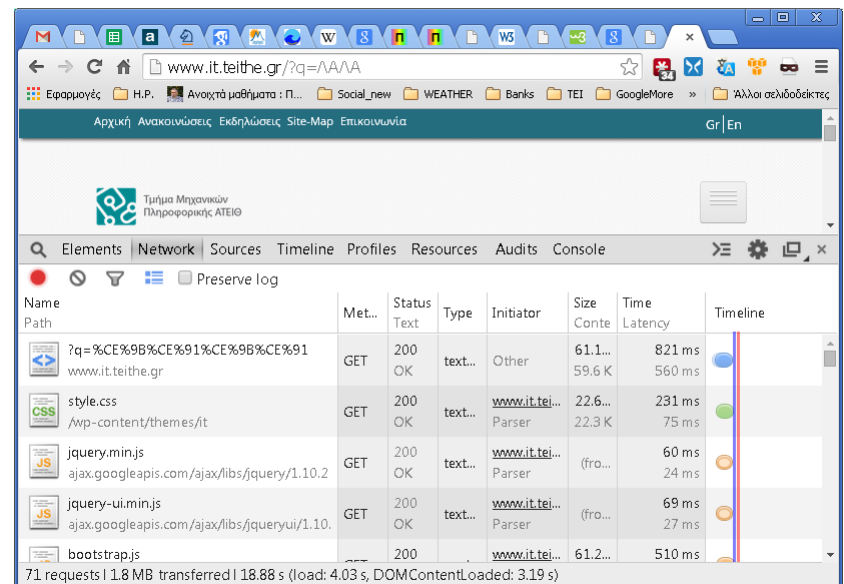 www.it.teithe.gr/?q=ΛΑΛΑ
34
Εφαρμογές H.P. Ανοιχτά μαθήματα : Π... Social_new WEATHER Banks TEI GoogleMore » Άλλοι σελιδοδείκτες
Αρχική Ανακοινώσεις Εκδηλώσεις Site-Map Επικοινωνία Gr|En
Τμήμα Μηχανικών
Πληροφορικής ΑΤΕΙΘ
Elements Network Sources Timeline Profiles Resources Audits Console
Preserve log
Name Met... Status Type Initiator Size Time Timeline
Path Text Conte Latency
?q=%CE%9B%CE%91%CE%9B%CE%91 GET 200 text... Other 61.1... 821 ms
www.it.teithe.gr OK 59.6 K 560 ms
style.css GET 200 text... www.it.tei... 22.6... 231 ms
/wp-content/themes/it OK Parser 22.3 K 75 ms
jquery.min.js GET 200 text... www.it.tei... (fro... 60 ms
ajax.googleapis.com/ajax/libs/jquery/1.10.2 OK Parser 24 ms
jquery-ui.min.js GET 200 text... www.it.tei... (fro... 69 ms
ajax.googleapis.com/ajax/libs/jqueryui/1.10. OK Parser 27 ms
bootstrap.js 200 www.it.tei... 61.2... 510 ms
71 requests | 1.8 MB transferred | 18.88 s (load: 4.03 s, DOMContentLoaded: 3.19 s)